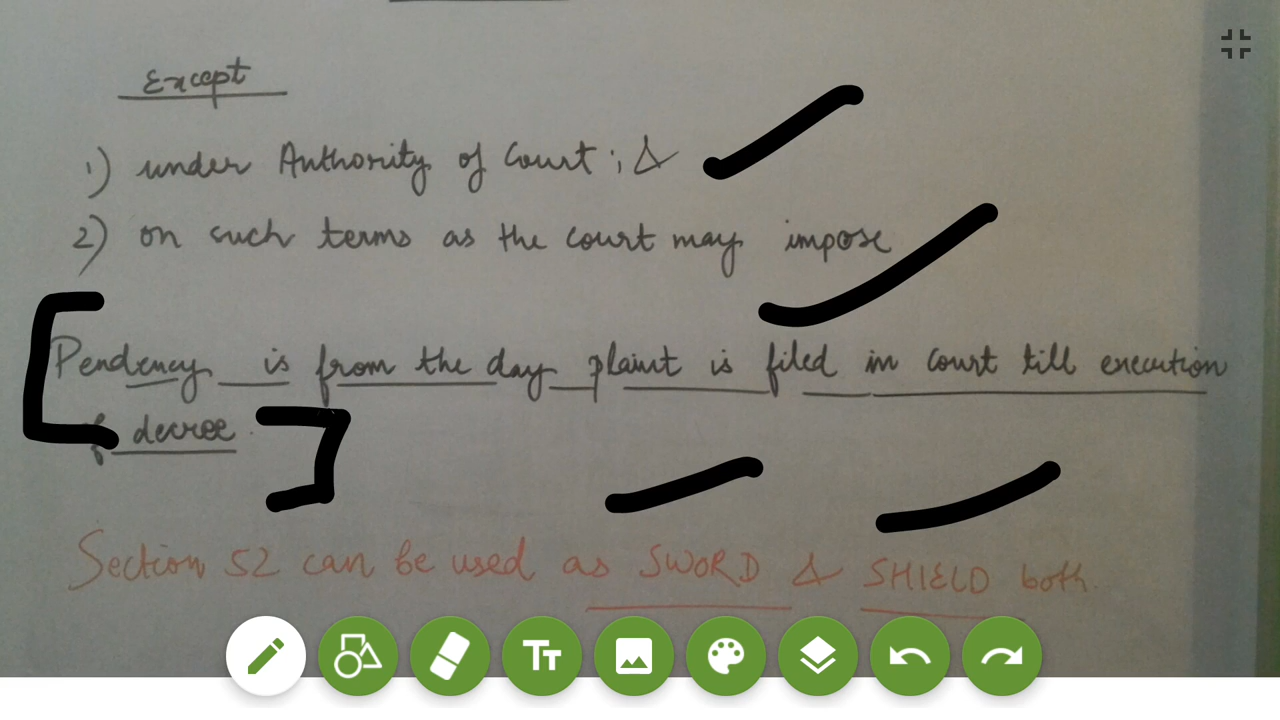 Except
1) under Authority of Court ; &
2) on such terms as the court may impose
Pendency is from the day plaint is filed in court till execution
of decree.
Section 52 can be used as SWORD & SHIELD both.
Tt